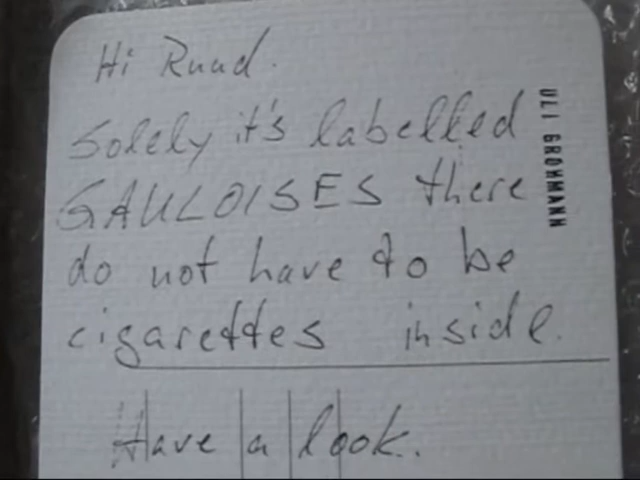 Hi Ruud.
Solely it's labelled
GAULOISES there
do not have to be
cigarettes inside.
Have a look.
ULI GROHMANN